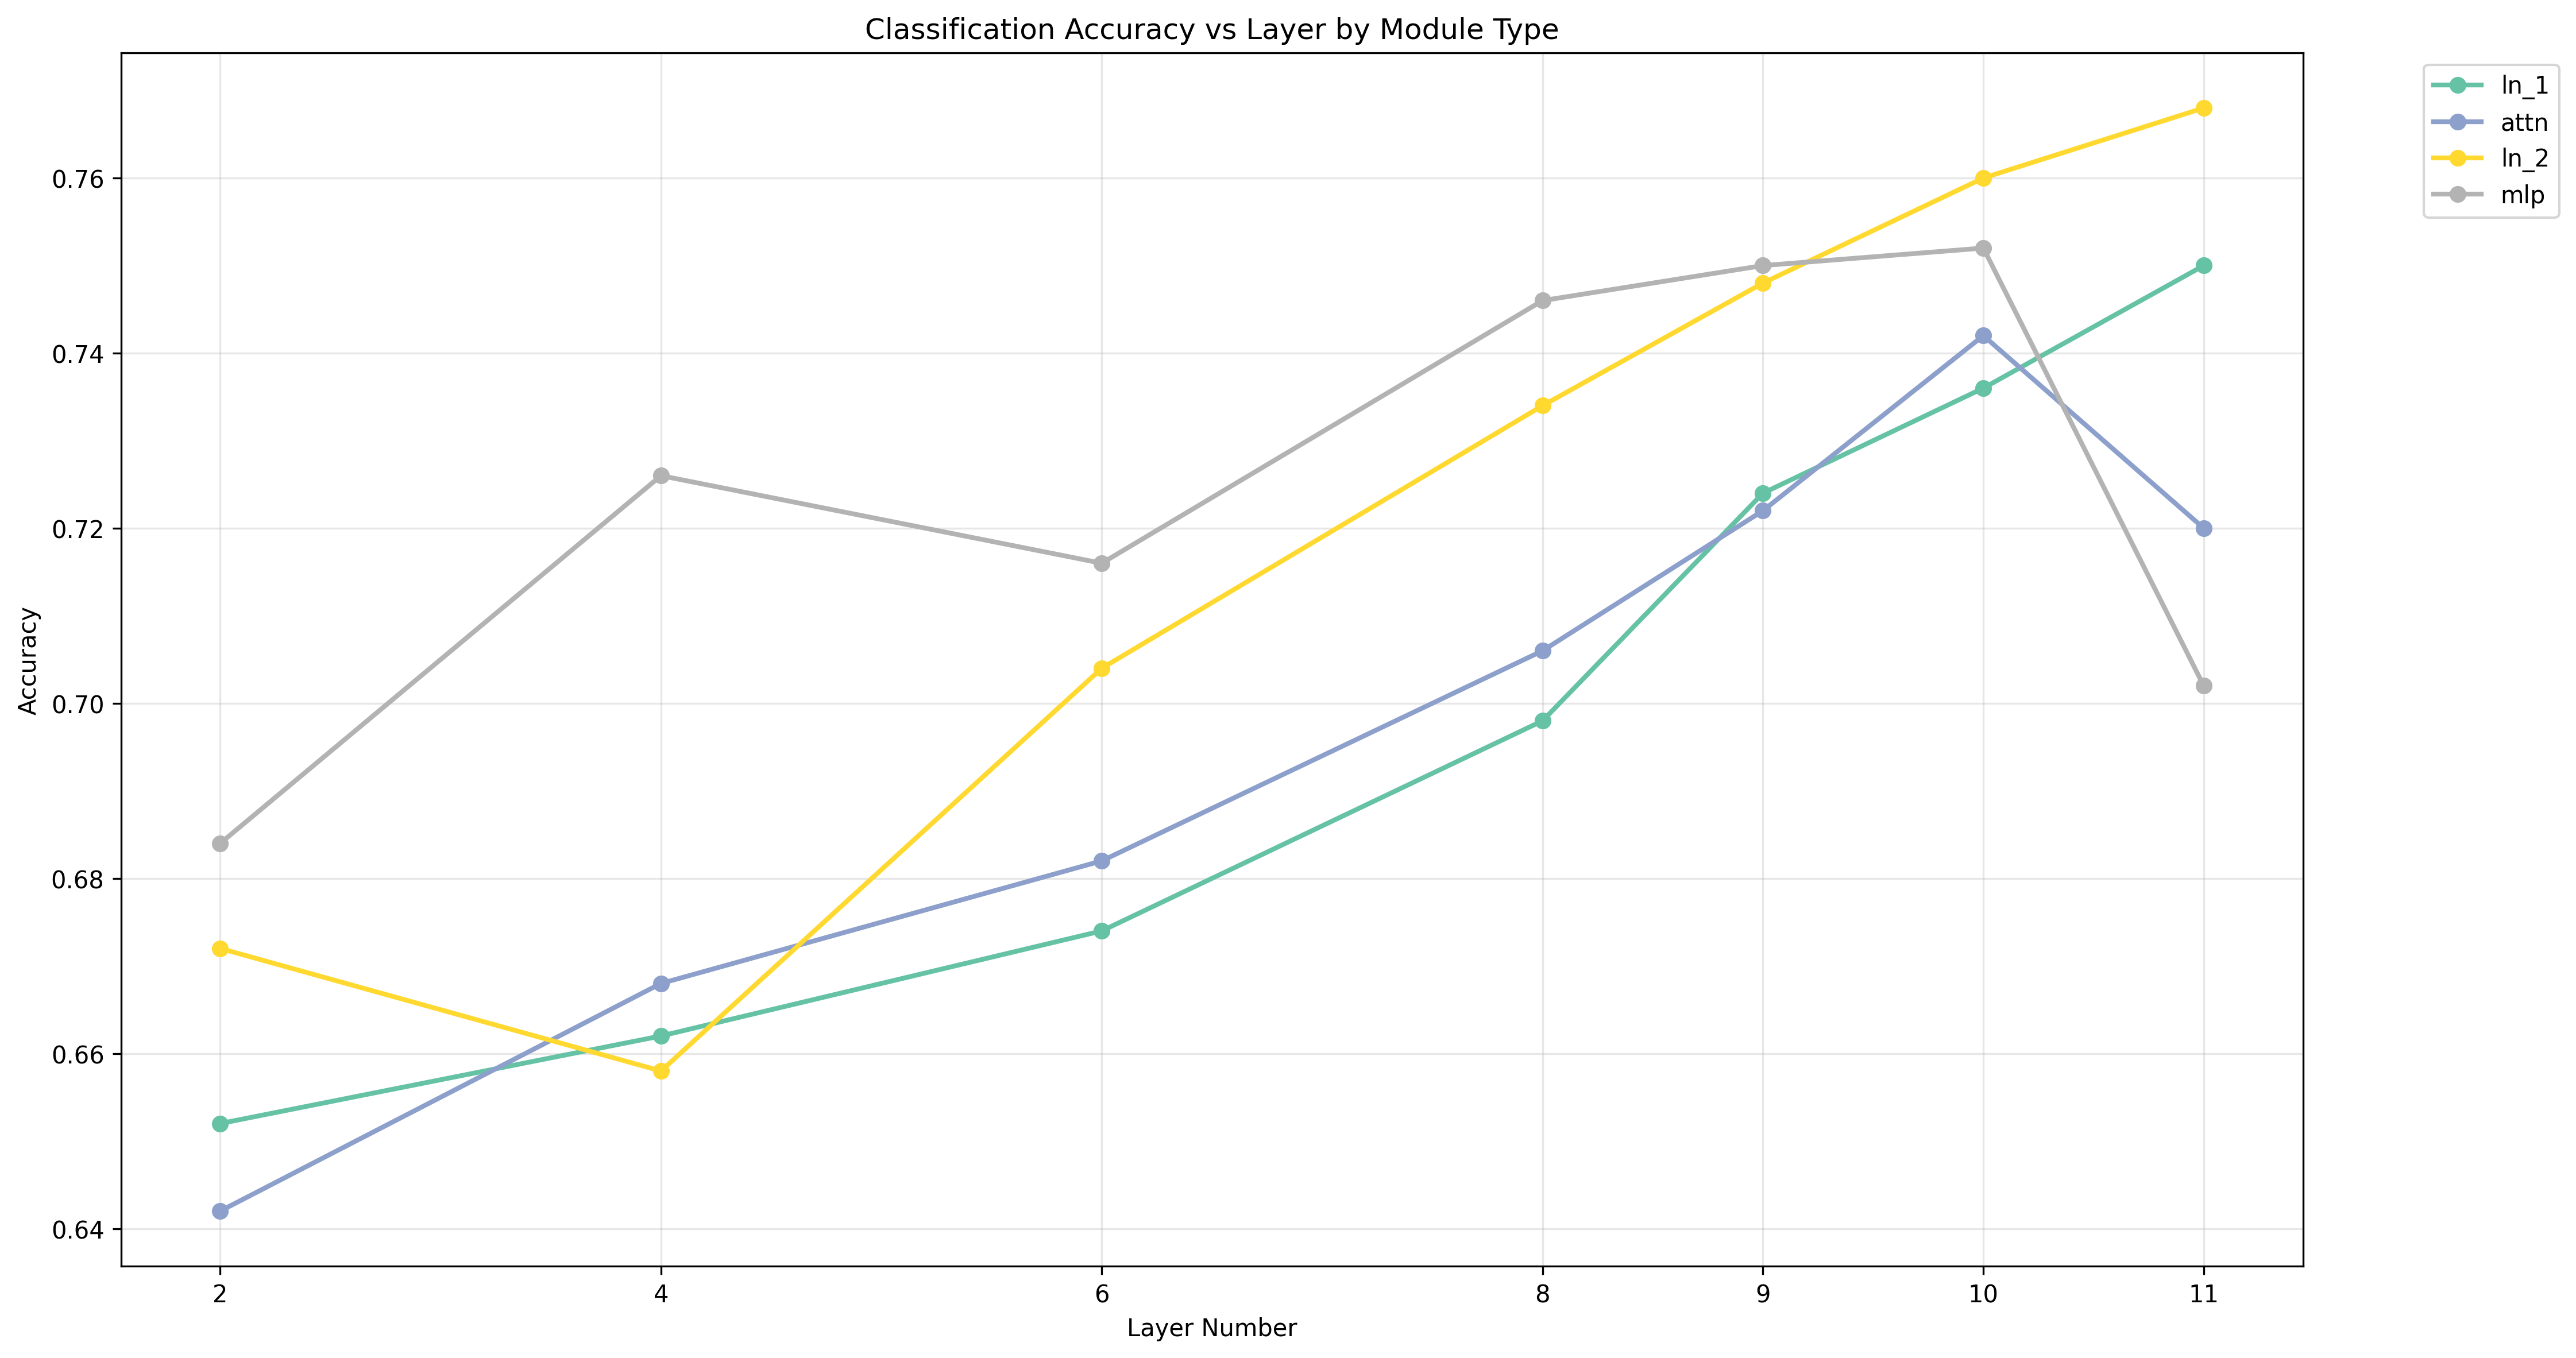 Classification Accuracy vs Layer by Module Type
ln_1
attn
ln_2
mlp
Accuracy
0.76
0.74
0.72
0.70
0.68
0.66
0.64
2 4 6 8 9 10 11
Layer Number